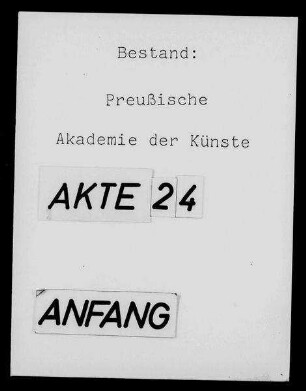 Bestand:
Preußische
Akademie der Künste
AKTE 24
ANFANG